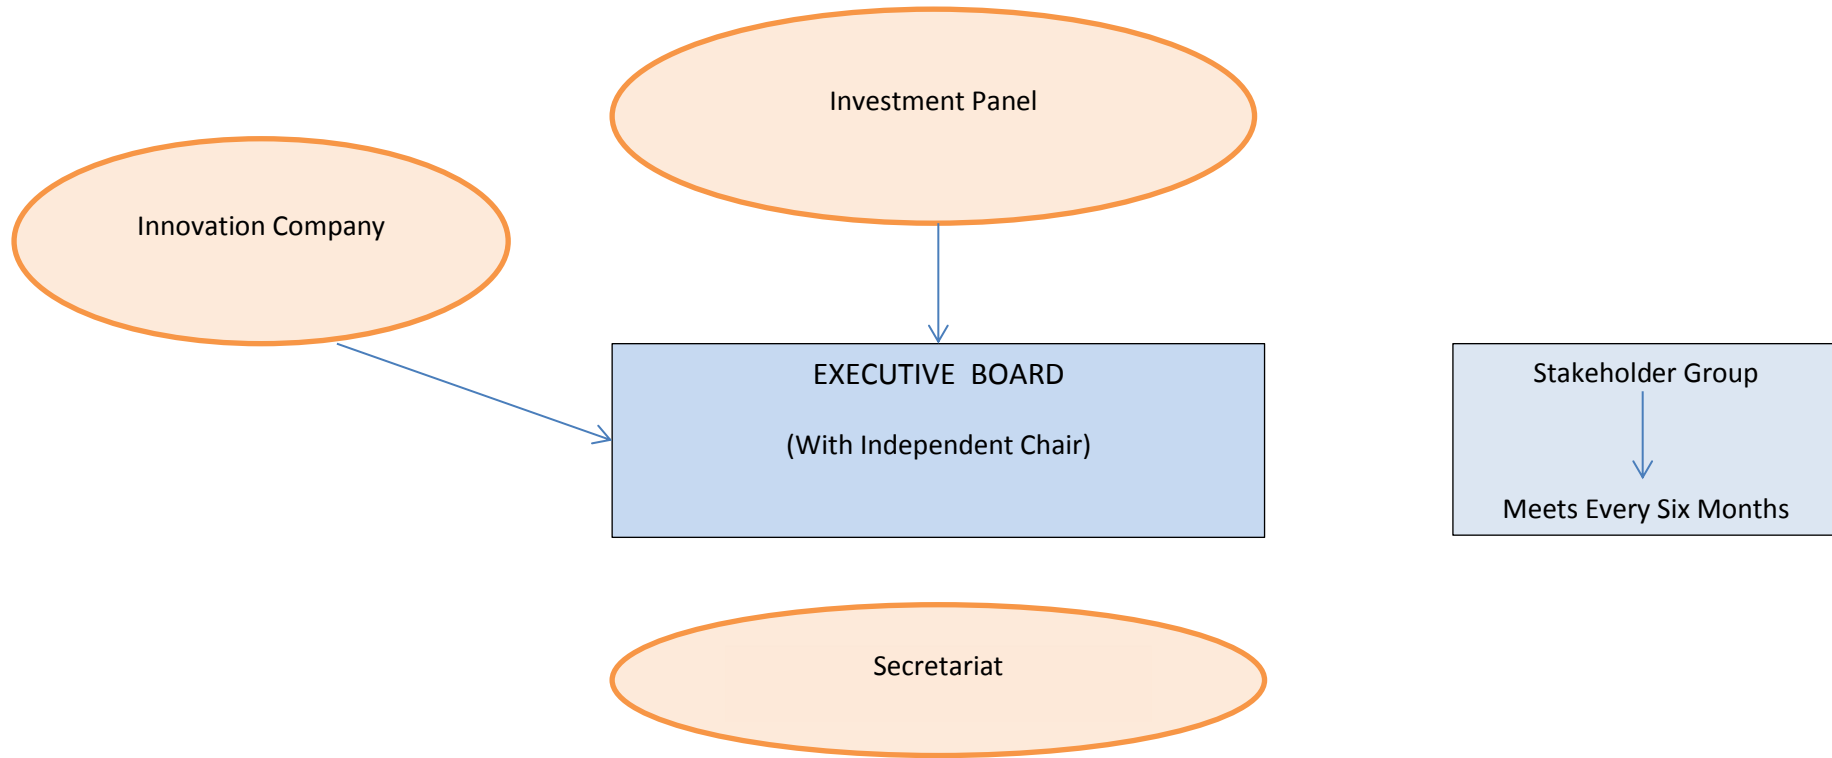 Investment Panel
Innovation Company
EXECUTIVE  BOARD
(With Independent Chair)
Stakeholder Group
Meets Every Six Months
Secretariat